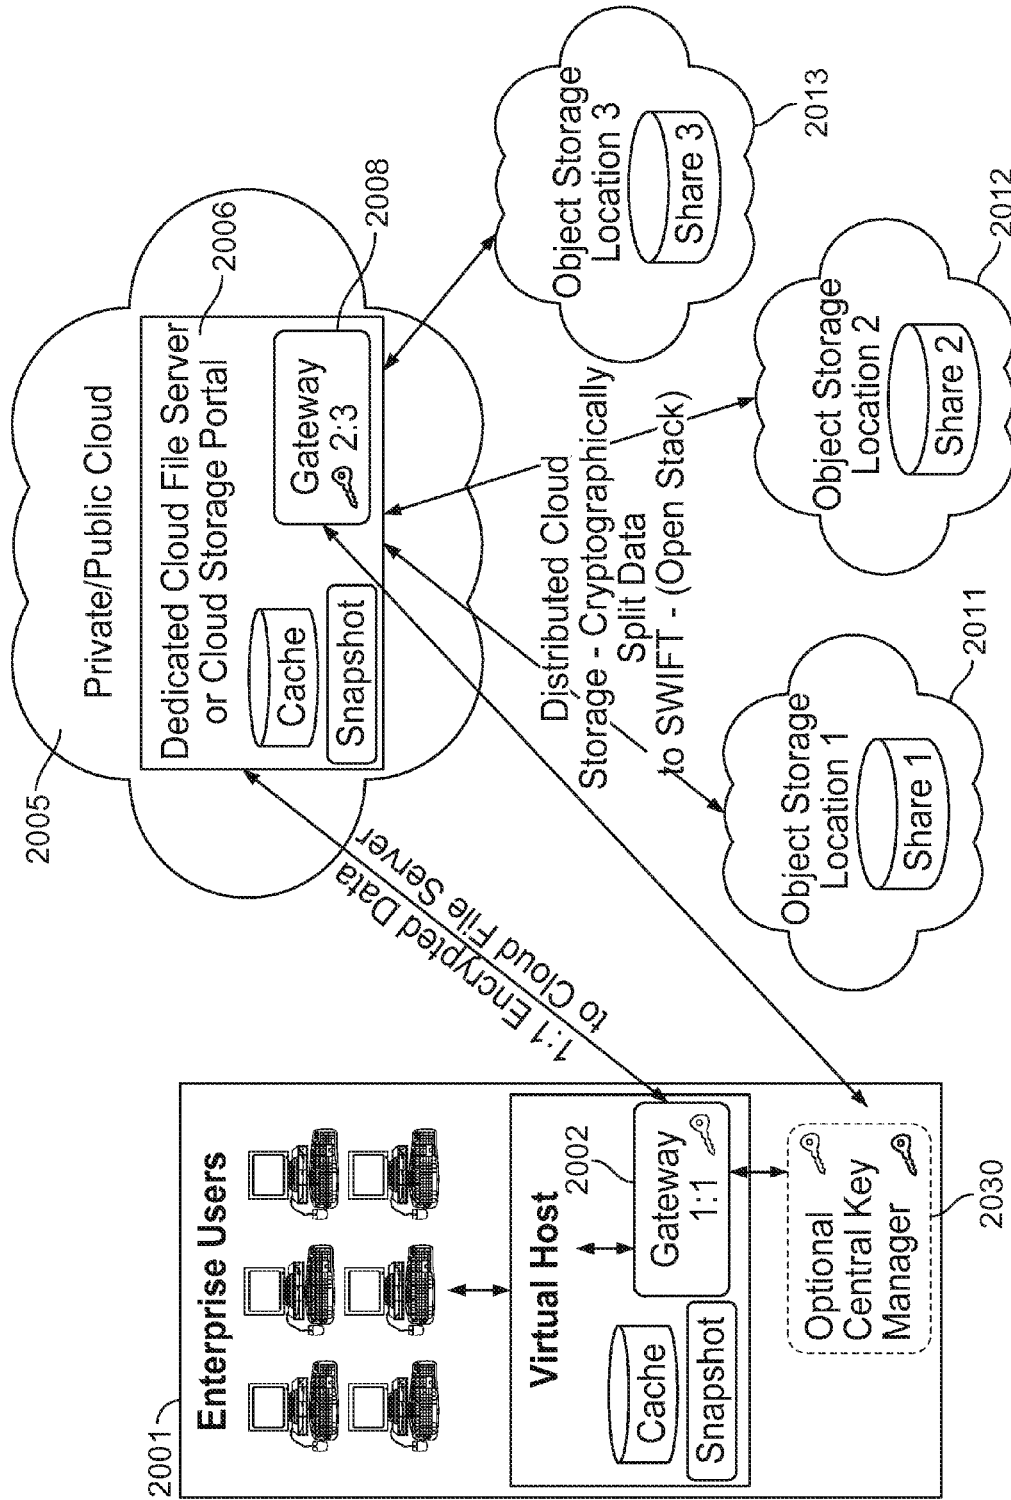 2001
Enterprise Users
Virtual Host
Cache
Snapshot
2002
Gateway
1:1
Optional
Central Key
Manager
2030
1:1 Encrypted Data
to Cloud File Server
2005
Private/Public Cloud
Dedicated Cloud File Server
or Cloud Storage Portal
2006
Cache
Snapshot
Gateway
2:3
2008
Distributed Cloud
Storage - Cryptographically
Split Data
to SWIFT - (Open Stack)
Object Storage
Location 1
Share 1
2011
Object Storage
Location 2
Share 2
2012
Object Storage
Location 3
Share 3
2013